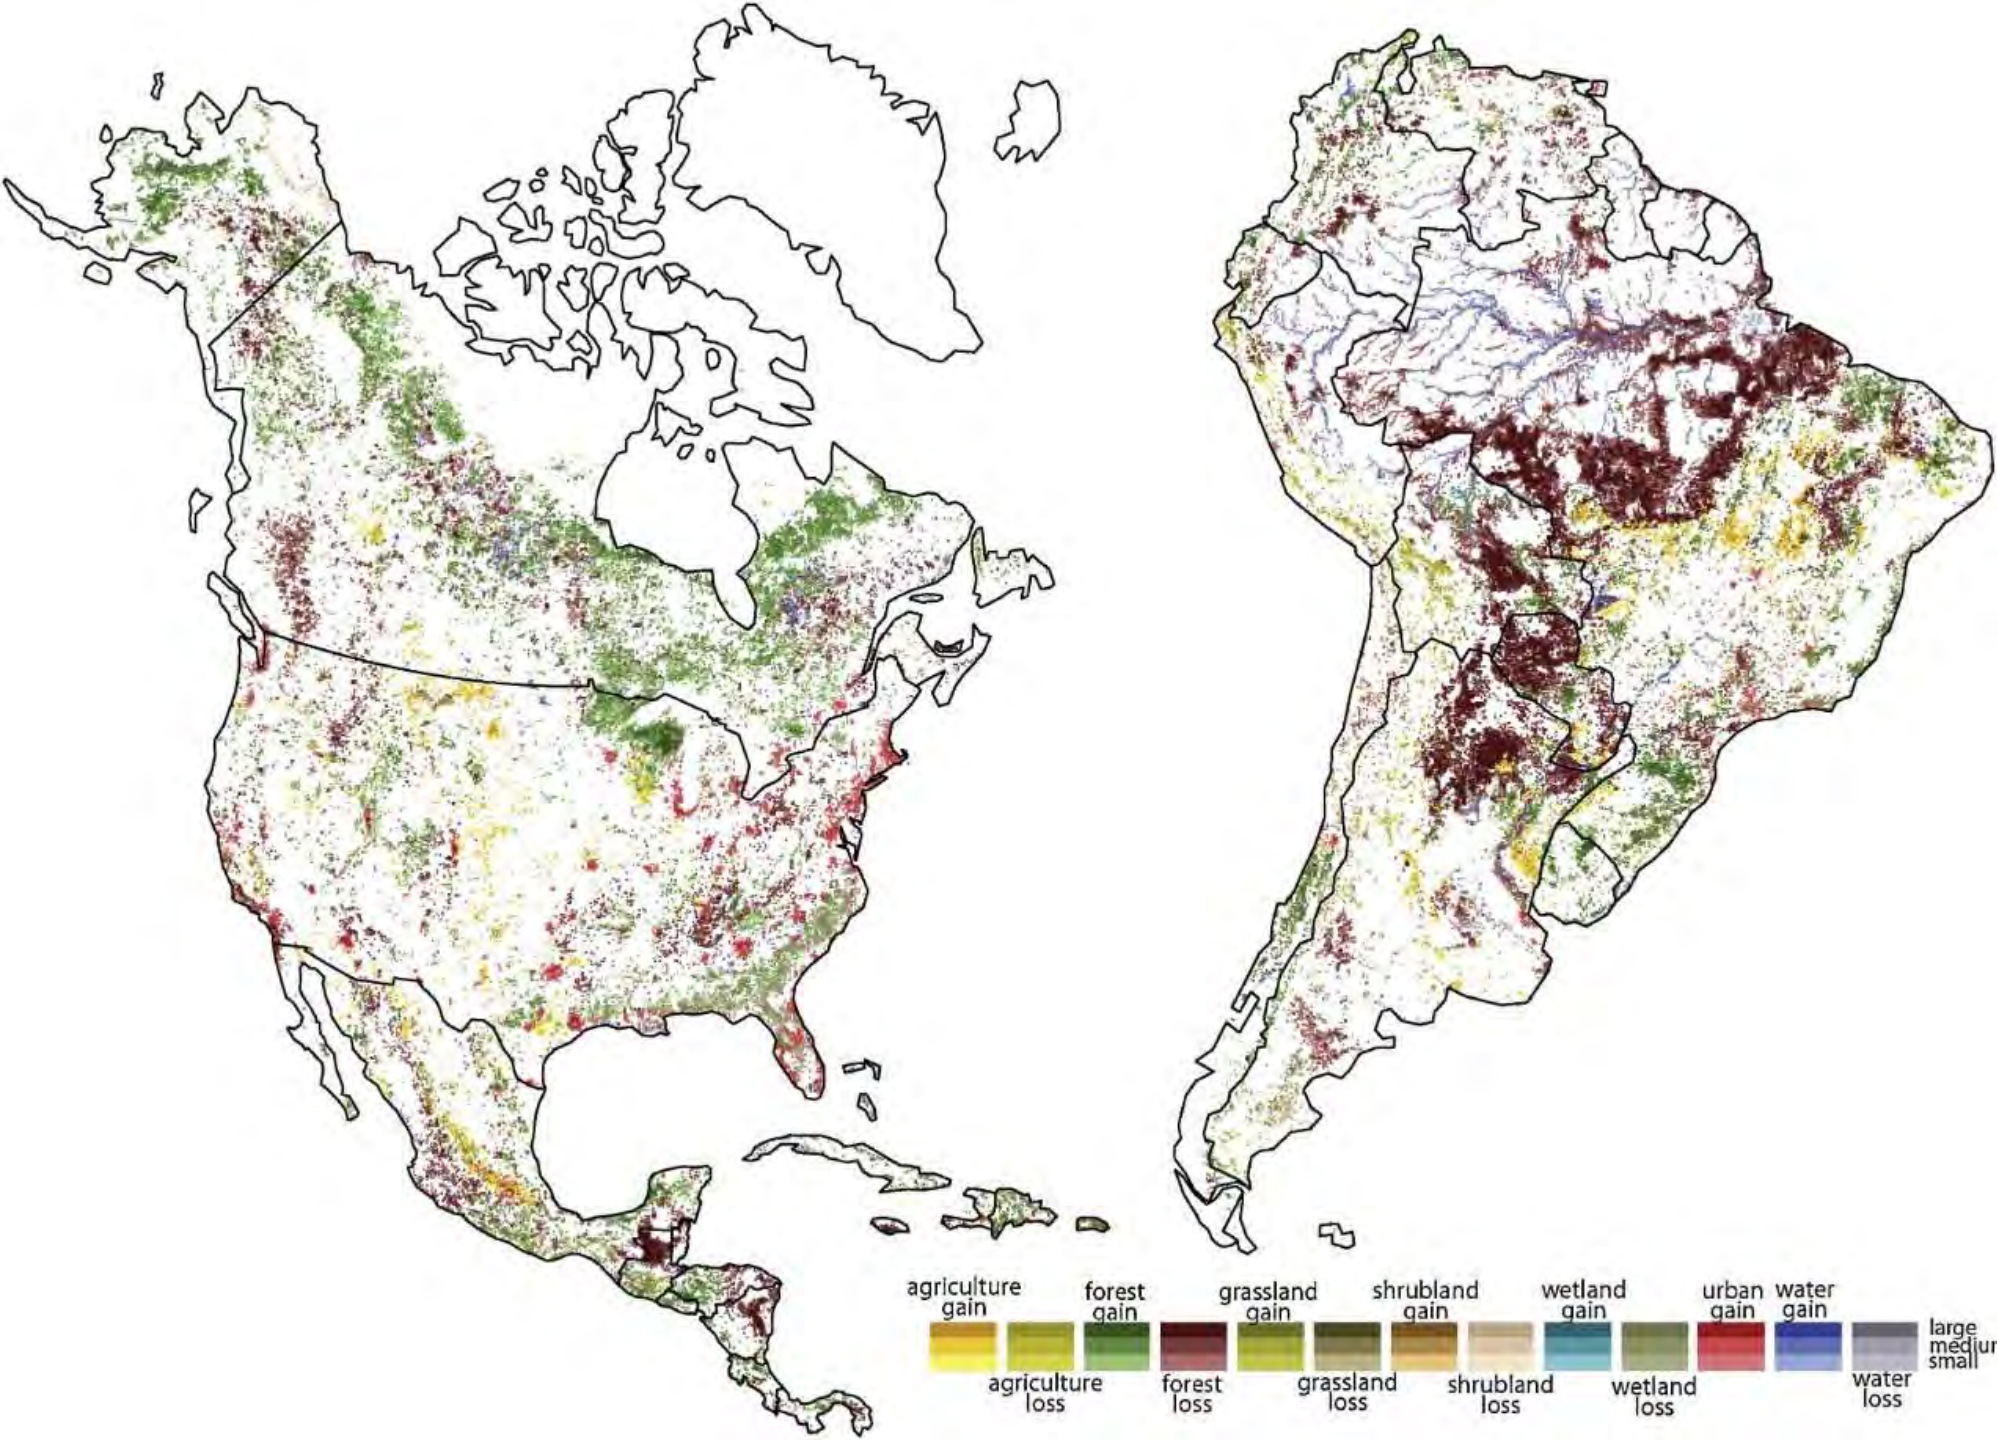 agriculture
gain
forest
gain
grassland
gain
shrubland
gain
wetland
gain
urban
gain
water
gain
large
mediur
small
agriculture
loss
forest
loss
grassland
loss
shrubland
loss
wetland
loss
water
loss